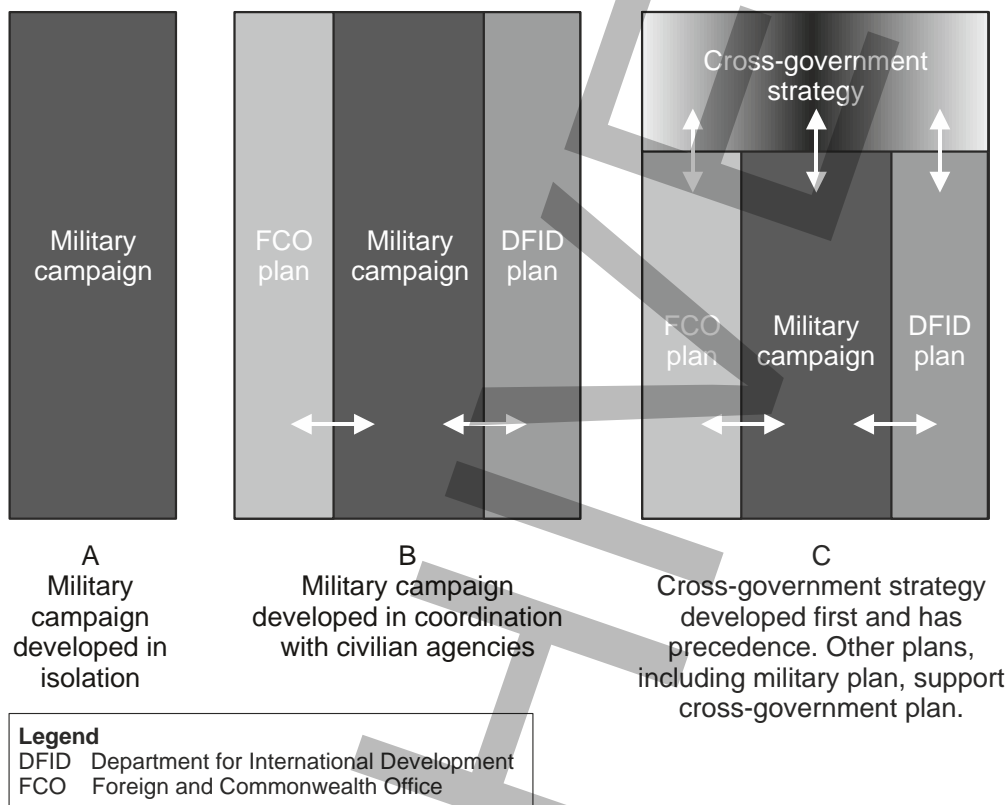 Military
campaign
FCO
plan
Military
campaign
DFID
plan
Cross-government
strategy
FCO
plan
Military
campaign
DFID
plan
A
Military
campaign
developed in
isolation
B
Military campaign
developed in coordination
with civilian agencies
C
Cross-government strategy
developed first and has
precedence. Other plans,
including military plan, support
cross-government plan.
Legend
DFID Department for International Development
FCO Foreign and Commonwealth Office